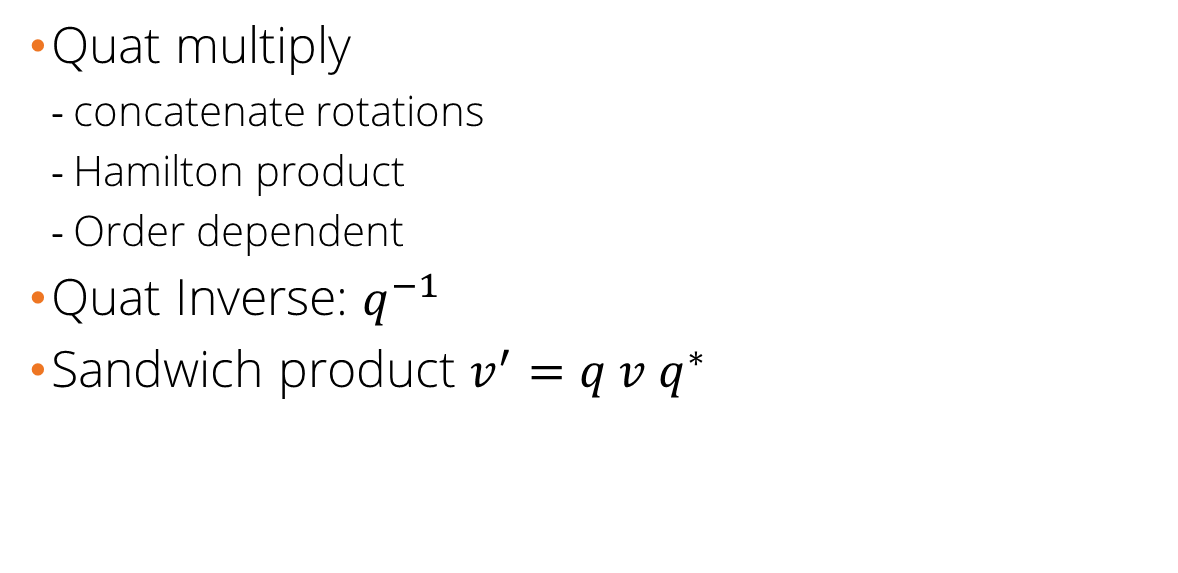 •Quat multiply
- concatenate rotations
- Hamilton product
- Order dependent
•Quat Inverse: q⁻¹
•Sandwich product v′ = q v q*